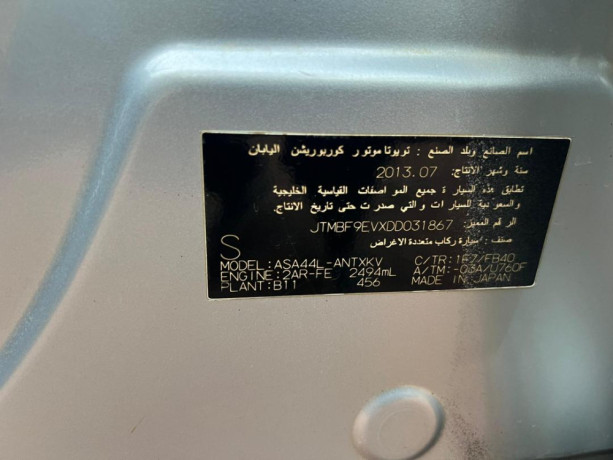 اسم الصانع وبلد الصنع : تويوتا موتور كوربوريشن اليابان
سنة وشهر الانتاج: 2013.07
تطابق هذه السيارة جميع المواصفات القياسية الخليجية
والسعودية للسيارات والتي صدرت حتى تاريخ الانتاج.
الرقم المميز: JTMBF9EVXDD031867
صنف : سيارة ركاب متعددة الاغراض
S
MODEL:ASA44L-ANTXKV C/TR:1F7/FB40
ENGINE:2AR-FE 2494mL A/TM:-03A/U760F
PLANT:B11 456 MADE IN JAPAN